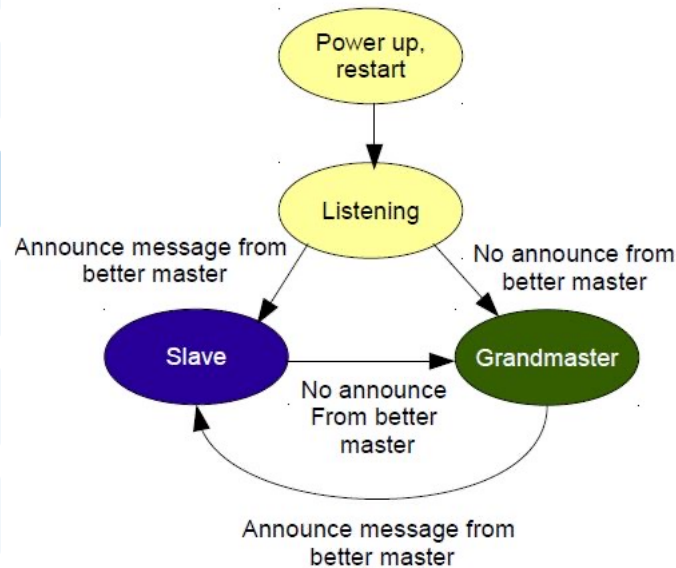 Power up,
restart
Listening
Announce message from
better master
No announce from
better master
Slave
Grandmaster
No announce
From better
master
Announce message from
better master